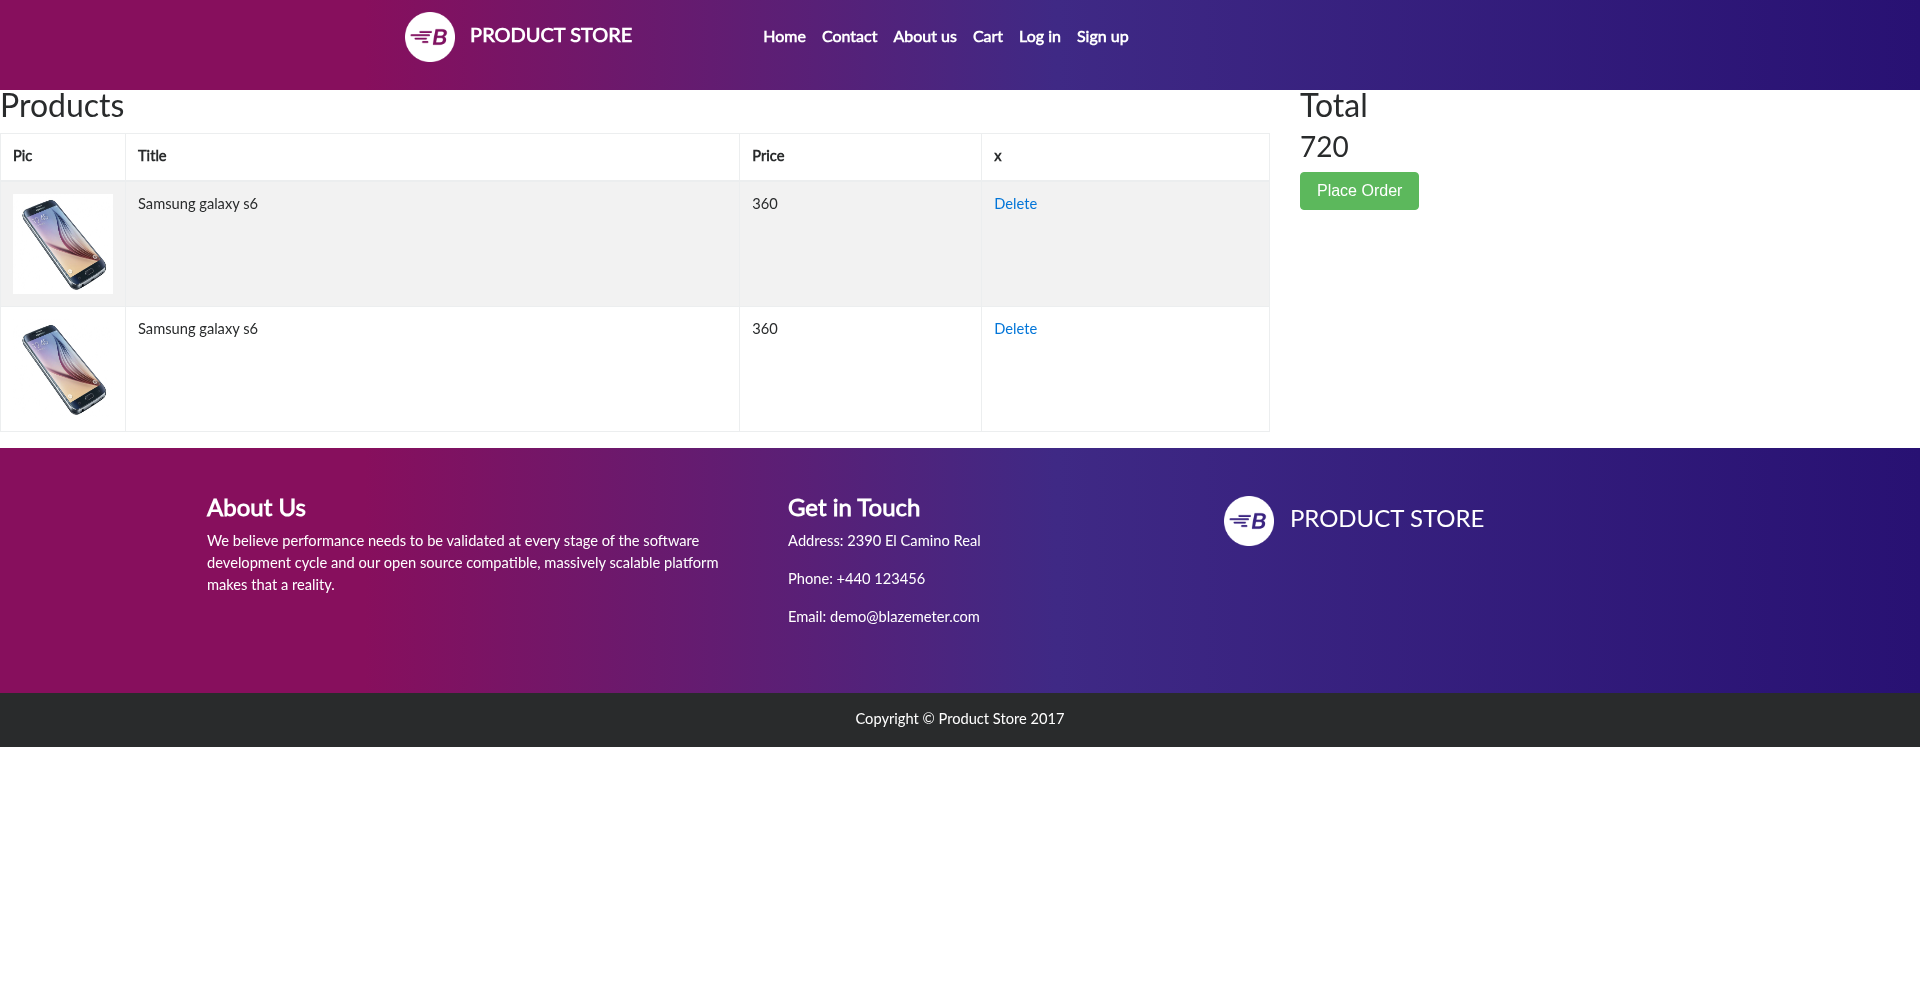 PRODUCT STORE
Home Contact About us Cart Log in Sign up
Products
Pic Title Price x
Samsung galaxy s6 360 Delete
Samsung galaxy s6 360 Delete
Total
720
Place Order
About Us
We believe performance needs to be validated at every stage of the software
development cycle and our open source compatible, massively scalable platform
makes that a reality.
Get in Touch
Address: 2390 El Camino Real
Phone: +440 123456
Email: demo@blazemeter.com
B PRODUCT STORE
Copyright © Product Store 2017